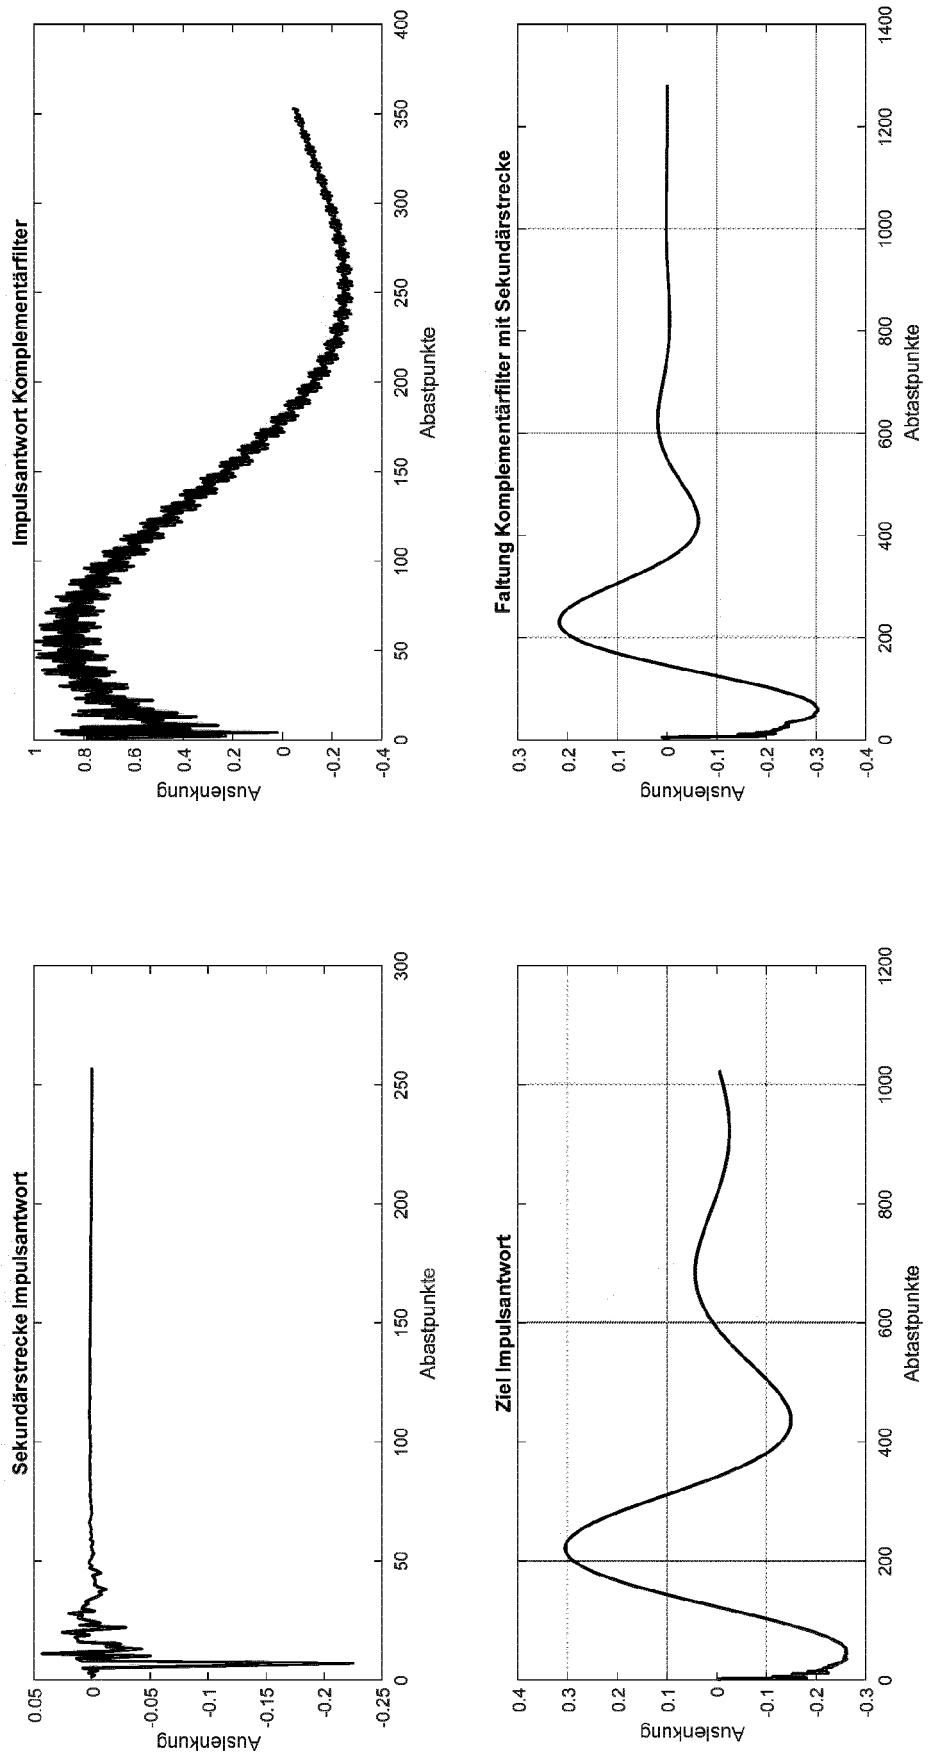 Sekundärstrecke Impulsantwort
Auslenkung
0.05
0
-0.05
-0.1
-0.15
-0.2
-0.25
0 50 100 150 200 250 300
Abastpunkte
Impulsantwort Komplementärfilter
Auslenkung
1
0.8
0.6
0.4
0.2
0
-0.2
-0.4
0 50 100 150 200 250 300 350 400
Abastpunkte
Ziel Impulsantwort
Auslenkung
0.4
0.3
0.2
0.1
0
-0.1
-0.2
-0.3
0 200 400 600 800 1000 1200
Abtastpunkte
Faltung Komplementärfilter mit Sekundärstrecke
Auslenkung
0.3
0.2
0.1
0
-0.1
-0.2
-0.3
-0.4
0 200 400 600 800 1000 1200 1400
Abtastpunkte